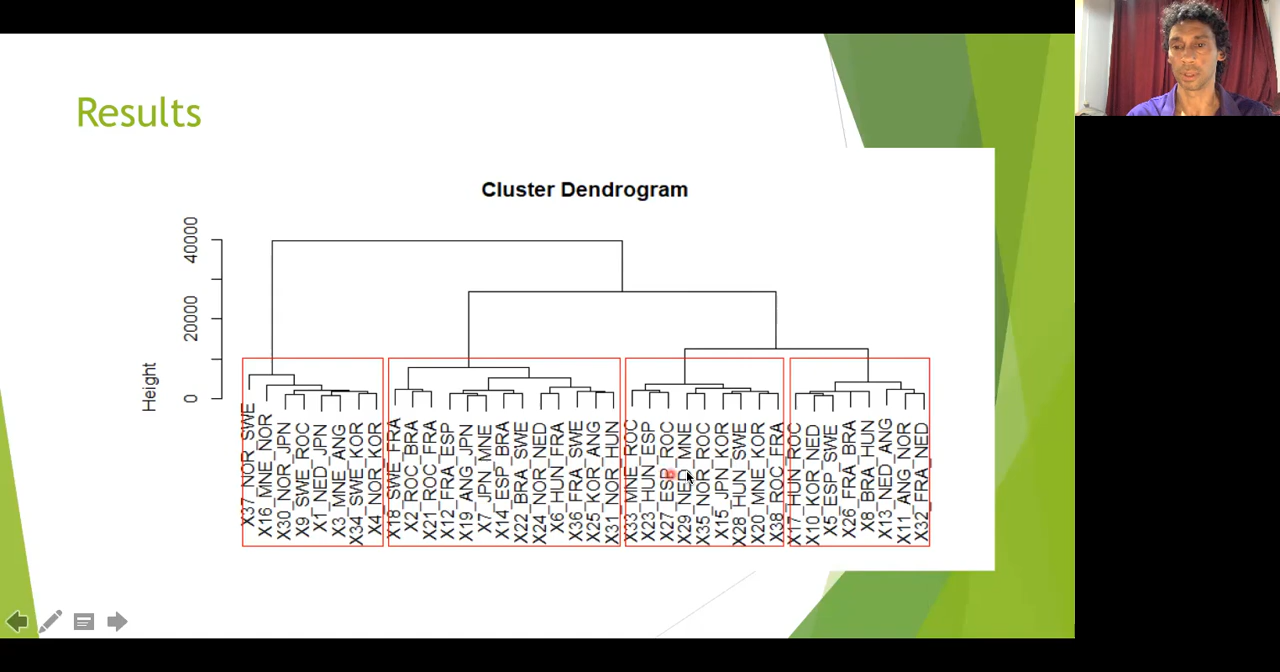 Results
Cluster Dendrogram
Height
0
20000
40000
X37_NOR_SWE
X16_MNE_NOR
X30_NOR_JPN
X9_SWE_ROC
X1_NED_JPN
X3_MNE_ANG
X34_SWE_KOR
X4_NOR_KOR
X18_SWE_FRA
X2_ROC_BRA
X21_ROC_FRA
X12_FRA_ESP
X19_ANG_JPN
X7_JPN_MNE
X14_ESP_BRA
X22_BRA_SWE
X24_NOR_NED
X6_HUN_FRA
X36_FRA_SWE
X25_KOR_ANG
X31_NOR_HUN
X33_MNE_ROC
X23_HUN_ESP
X27_ESP_ROC
X29_NED_MNE
X35_NOR_ROC
X15_JPN_KOR
X28_HUN_SWE
X20_MNE_KOR
X38_ROC_FRA
X17_HUN_ROC
X10_KOR_NED
X5_ESP_SWE
X26_FRA_BRA
X8_BRA_HUN
X13_NED_ANG
X11_ANG_NOR
X32_FRA_NED